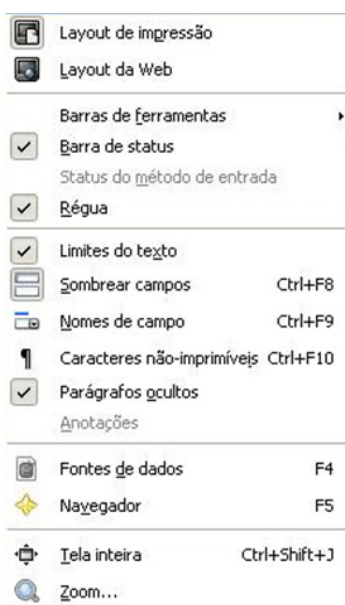 Layout de impressão
Layout da Web
Barras de ferramentas
Barra de status
Status do método de entrada
Régua
Limites do texto
Sombrear campos Ctrl+F8
Nomes de campo Ctrl+F9
Caracteres não-imprimíveis Ctrl+F10
Parágrafos ocultos
Anotações
Fontes de dados F4
Navegador F5
Tela inteira Ctrl+Shift+J
Zoom...